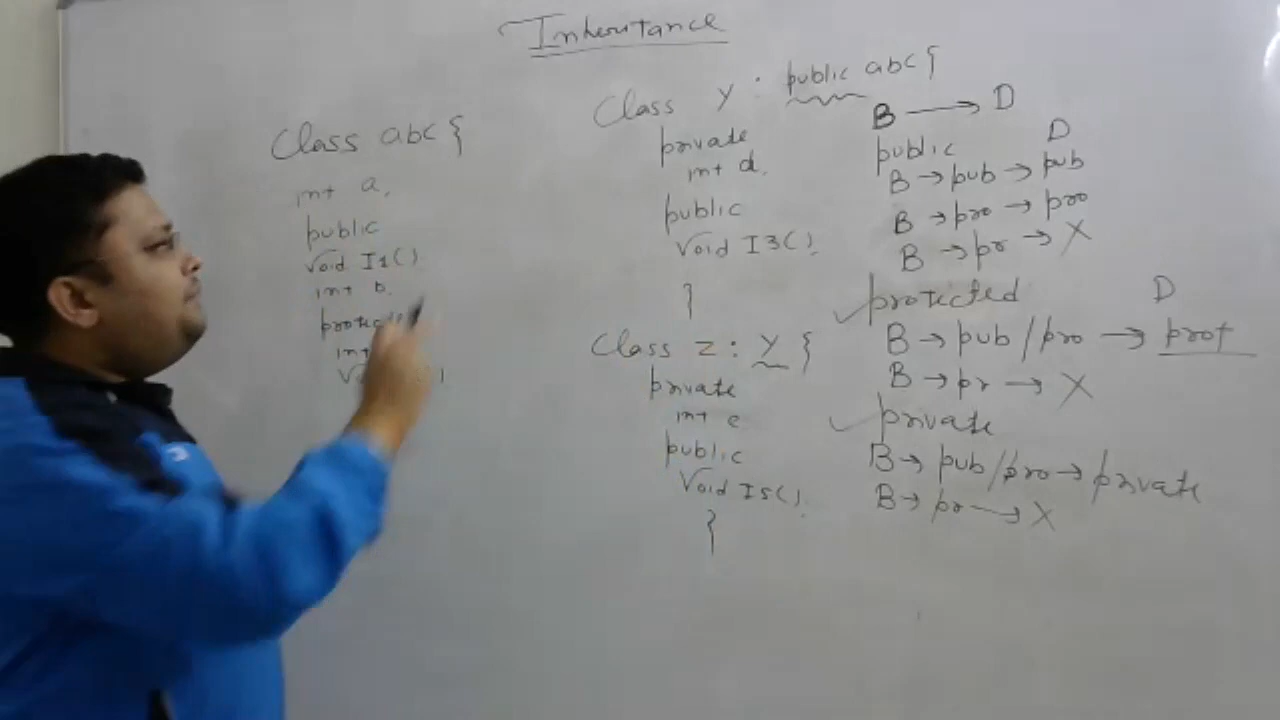 Inheritance
Class abc {
int a,
public
void I1()
int b,
protected
int
Class y : public abc {
private
int d,
public
void I3()
}
Class z : y {
private
int e
public
void I5()
}
B → D
public D
B → pub → pub
B → pro → pro
B → pr → X
✓ protected D
B → pub / pro → prot
B → pr → X
✓ private
B → pub / pro → private
B → pr → X